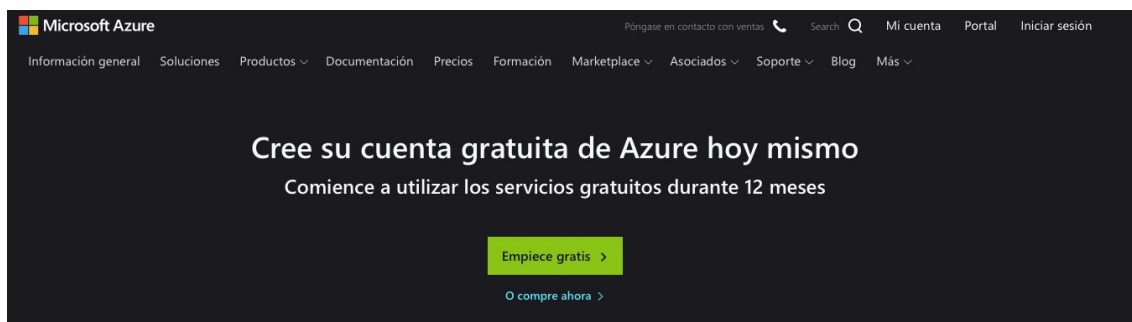 Microsoft Azure Póngase en contacto con ventas Search Mi cuenta Portal Iniciar sesión
Información general Soluciones Productos Documentación Precios Formación Marketplace Asociados Soporte Blog Más
Cree su cuenta gratuita de Azure hoy mismo
Comience a utilizar los servicios gratuitos durante 12 meses
Empiece gratis
O compre ahora